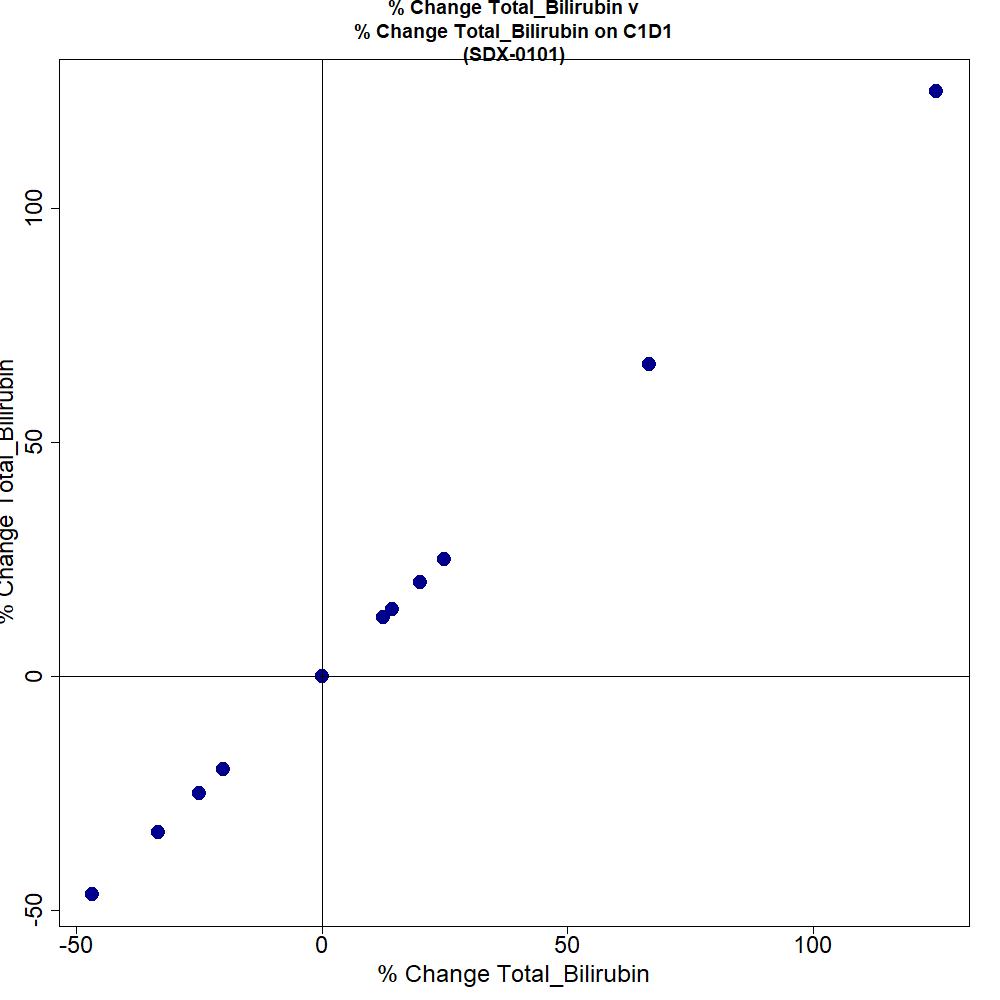 % Change Total_Bilirubin v
% Change Total_Bilirubin on C1D1
(SDX-0101)
% Change Total_Bilirubin
100
50
0
-50
-50
0
50
100
% Change Total_Bilirubin